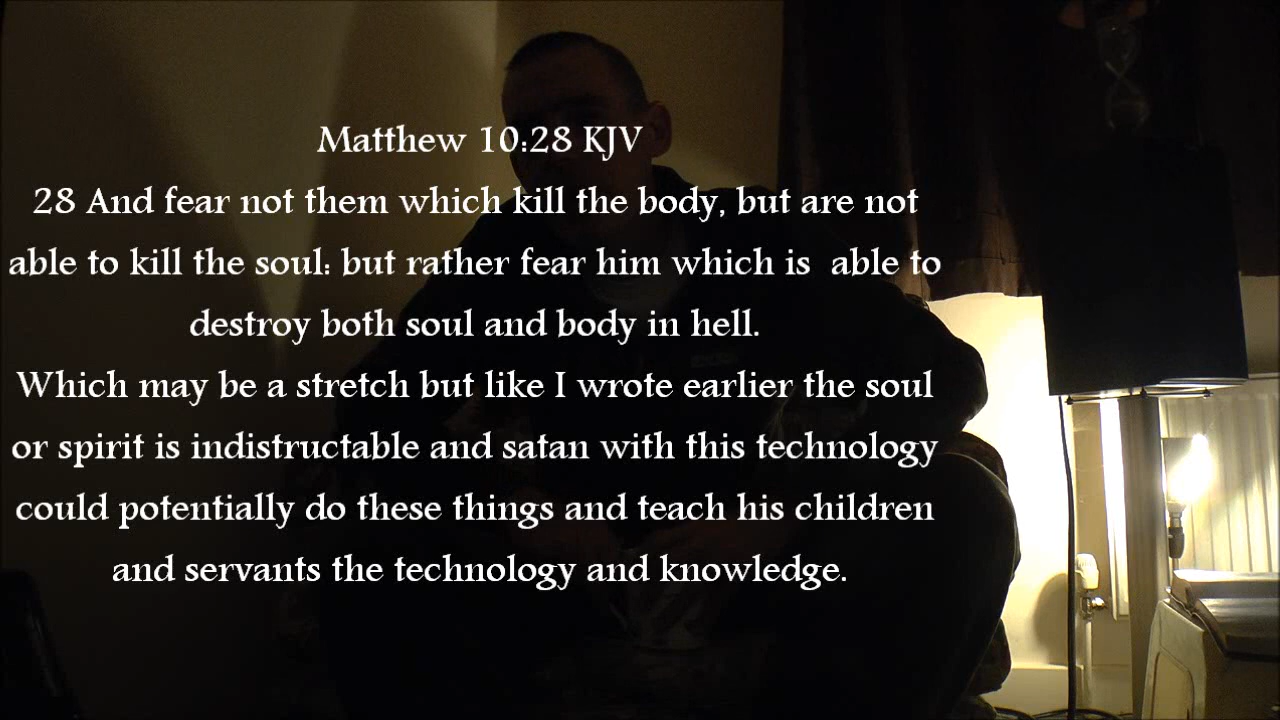 Matthew 10:28 KJV
28 And fear not them which kill the body, but are not
able to kill the soul: but rather fear him which is  able to
destroy both soul and body in hell.
Which may be a stretch but like I wrote earlier the soul
or spirit is indistructable and satan with this technology
could potentially do these things and teach his children
and servants the technology and knowledge.